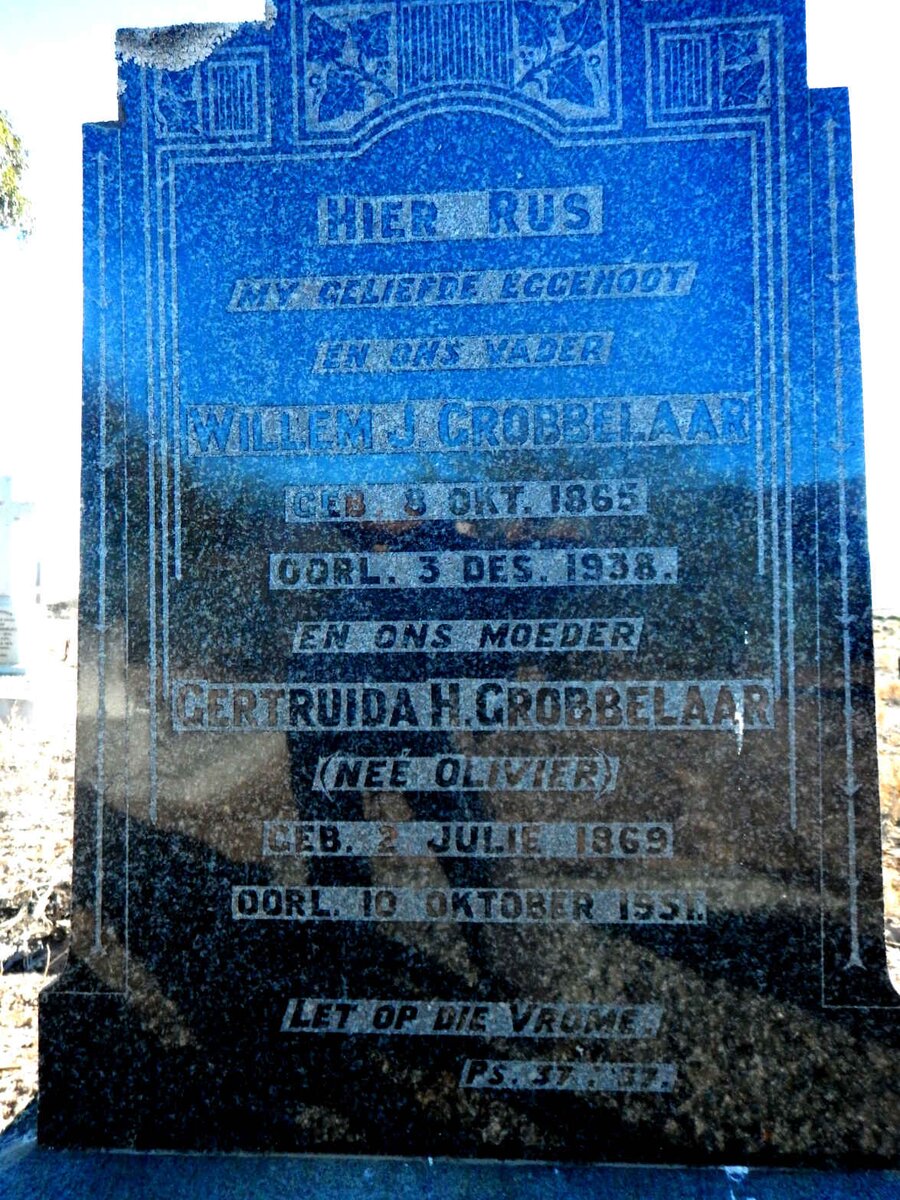 HIER RUS
MY GELIEFDE EGGENOOT
EN ONS VADER
WILLEM J. GROBBELAAR
GEB. 8 OKT. 1865
OORL. 3 DES. 1938.
EN ONS MOEDER
GERTRUIDA H. GROBBELAAR
(NEÉ OLIVIER)
GEB. 2 JULIE 1869
OORL. 10 OKTOBER 1951.
LET OP DIE VROME.
PS. 37:37.